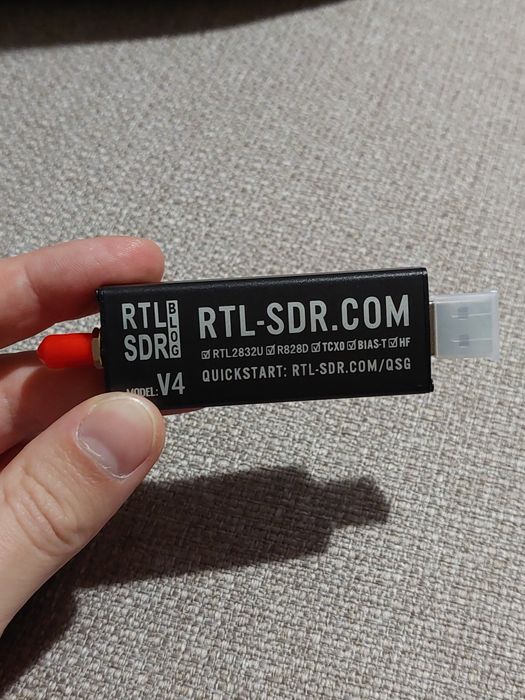 RTL
SDR
BLOG
MODEL: V4
RTL-SDR.COM
☑ RTL2832U ☑ R828D ☑ TCXO ☑ BIAS-T ☑ HF
QUICKSTART: RTL-SDR.COM/QSG